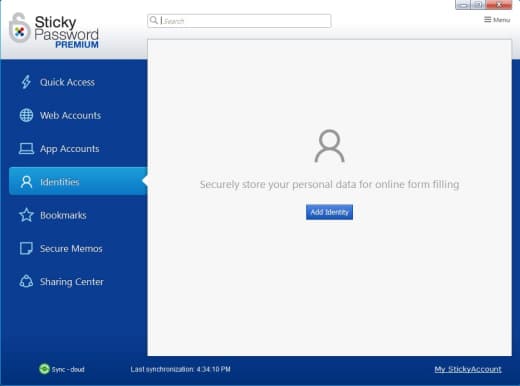 Sticky
Password
PREMIUM
Search
Menu
Quick Access
Web Accounts
App Accounts
Identities
Bookmarks
Secure Memos
Sharing Center
Securely store your personal data for online form filling
Add Identity
Sync - cloud
Last synchronization: 4:34:10 PM
My StickyAccount